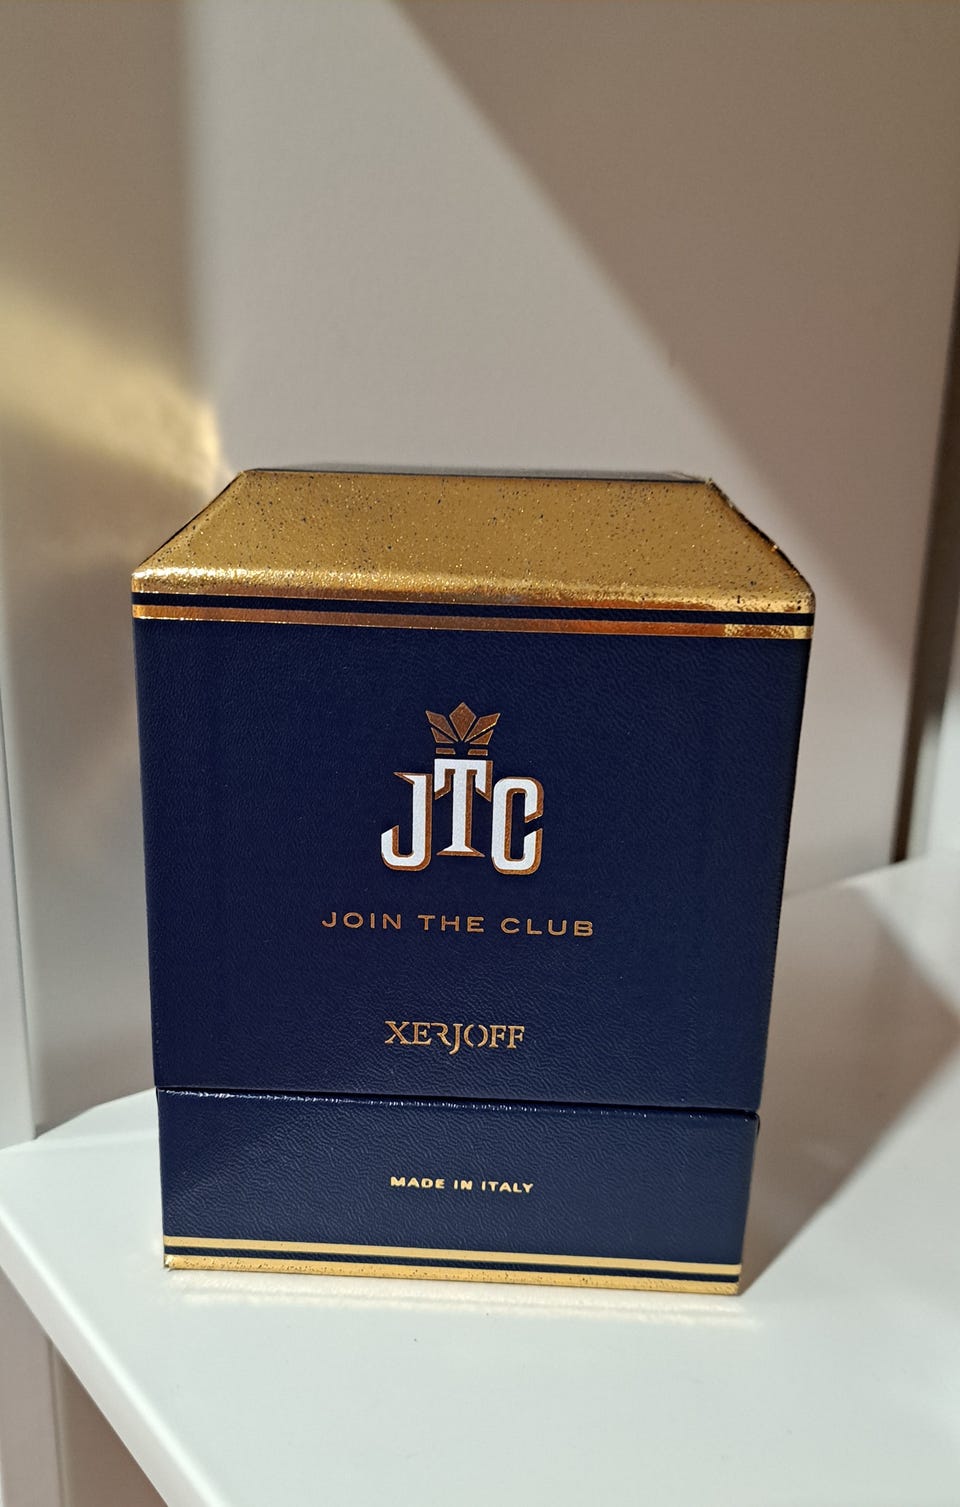 JTC
JOIN THE CLUB
XERJOFF
MADE IN ITALY